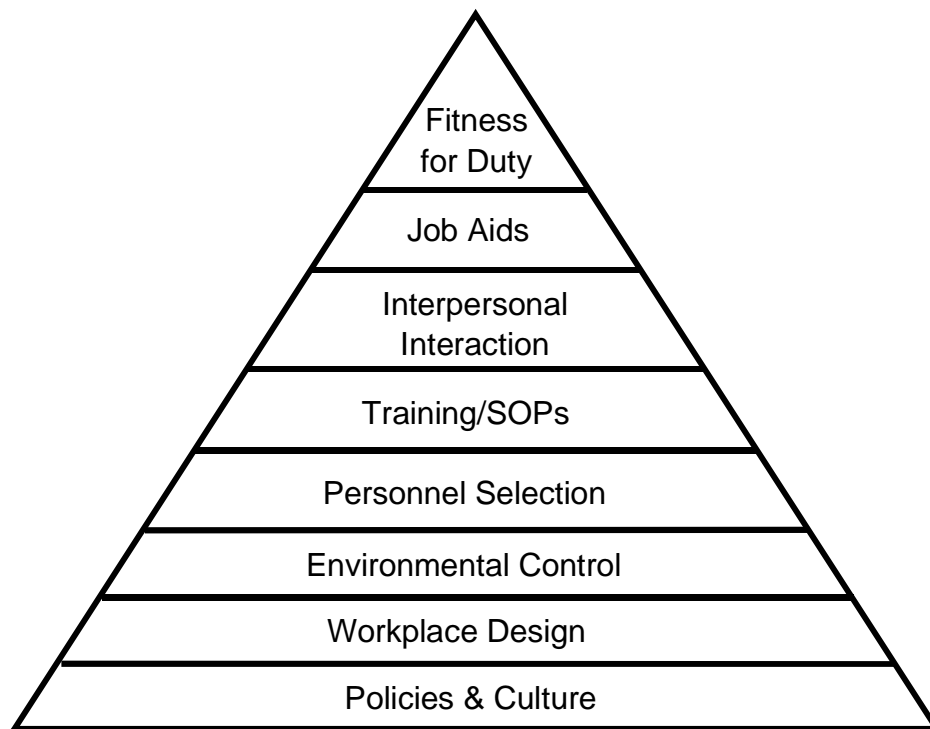 Fitness
for Duty
Job Aids
Interpersonal
Interaction
Training/SOPs
Personnel Selection
Environmental Control
Workplace Design
Policies & Culture